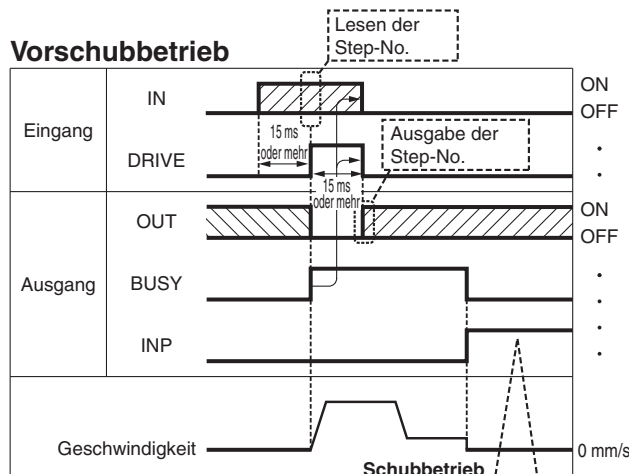 Lesen der
Step-No.
Vorschubbetrieb
Eingang
IN
ON
OFF
15 ms
oder mehr
Ausgabe der
Step-No.
DRIVE
15 ms
oder mehr
Ausgang
OUT
ON
OFF
BUSY
INP
Geschwindigkeit
0 mm/s
Schubbetrieb